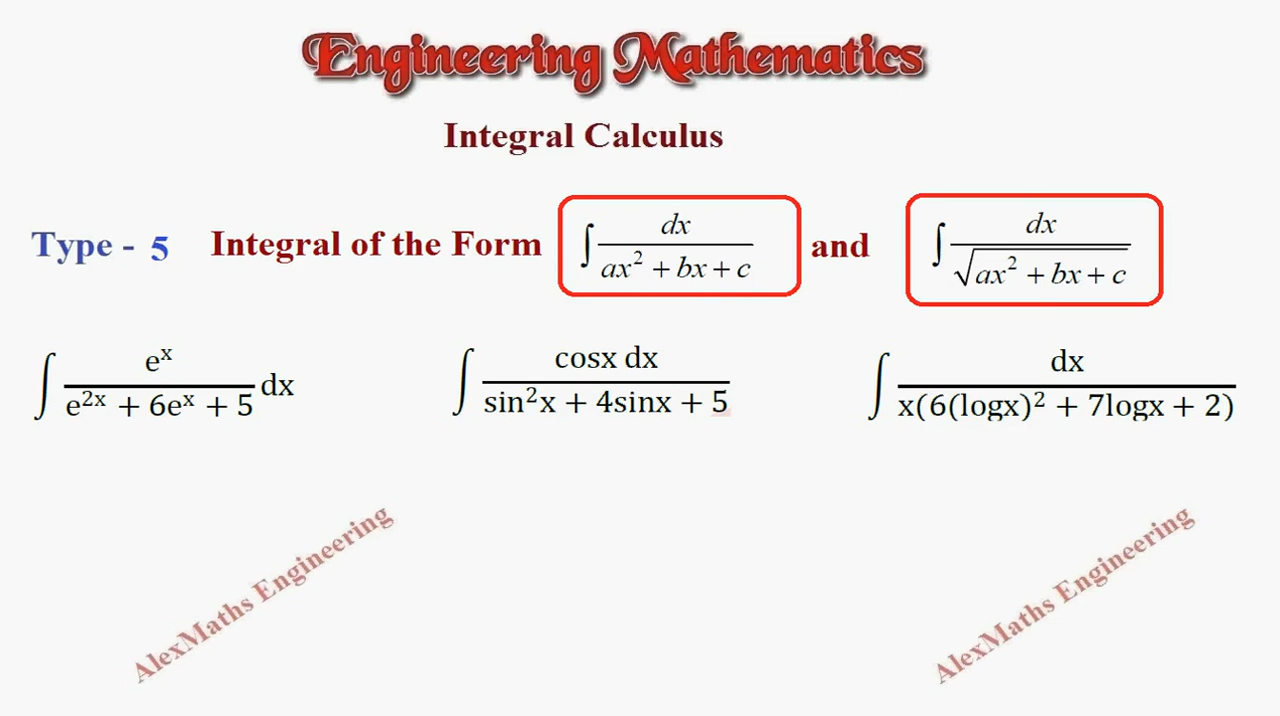 Engineering Mathematics
Integral Calculus
Type - 5 Integral of the Form ∫ dx / (ax² + bx + c) and ∫ dx / √(ax² + bx + c)
∫ eˣ / (e²ˣ + 6eˣ + 5) dx
∫ cosx dx / (sin²x + 4sinx + 5)
∫ dx / (x(6(logx)² + 7logx + 2))
AlexMaths Engineering
AlexMaths Engineering